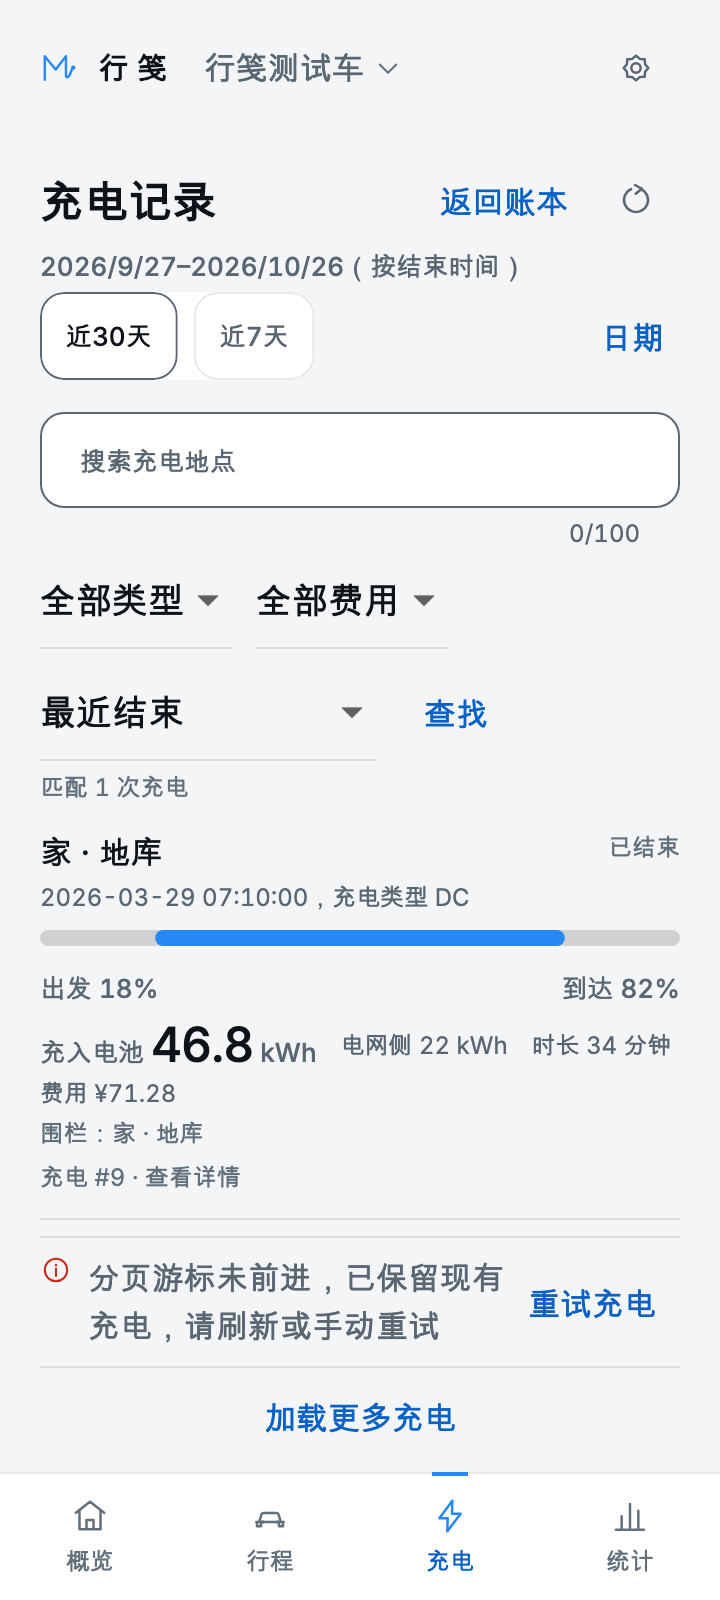 行笺 行笺测试车
充电记录 返回账本
2026/9/27–2026/10/26（按结束时间）
近30天 近7天 日期
搜索充电地点
0/100
全部类型 全部费用
最近结束 查找
匹配 1 次充电
家 · 地库 已结束
2026-03-29 07:10:00，充电类型 DC
出发 18% 到达 82%
充入电池 46.8 kWh 电网侧 22 kWh 时长 34 分钟
费用 ¥71.28
围栏：家 · 地库
充电 #9 · 查看详情
分页游标未前进，已保留现有
充电，请刷新或手动重试
重试充电
加载更多充电
概览 行程 充电 统计